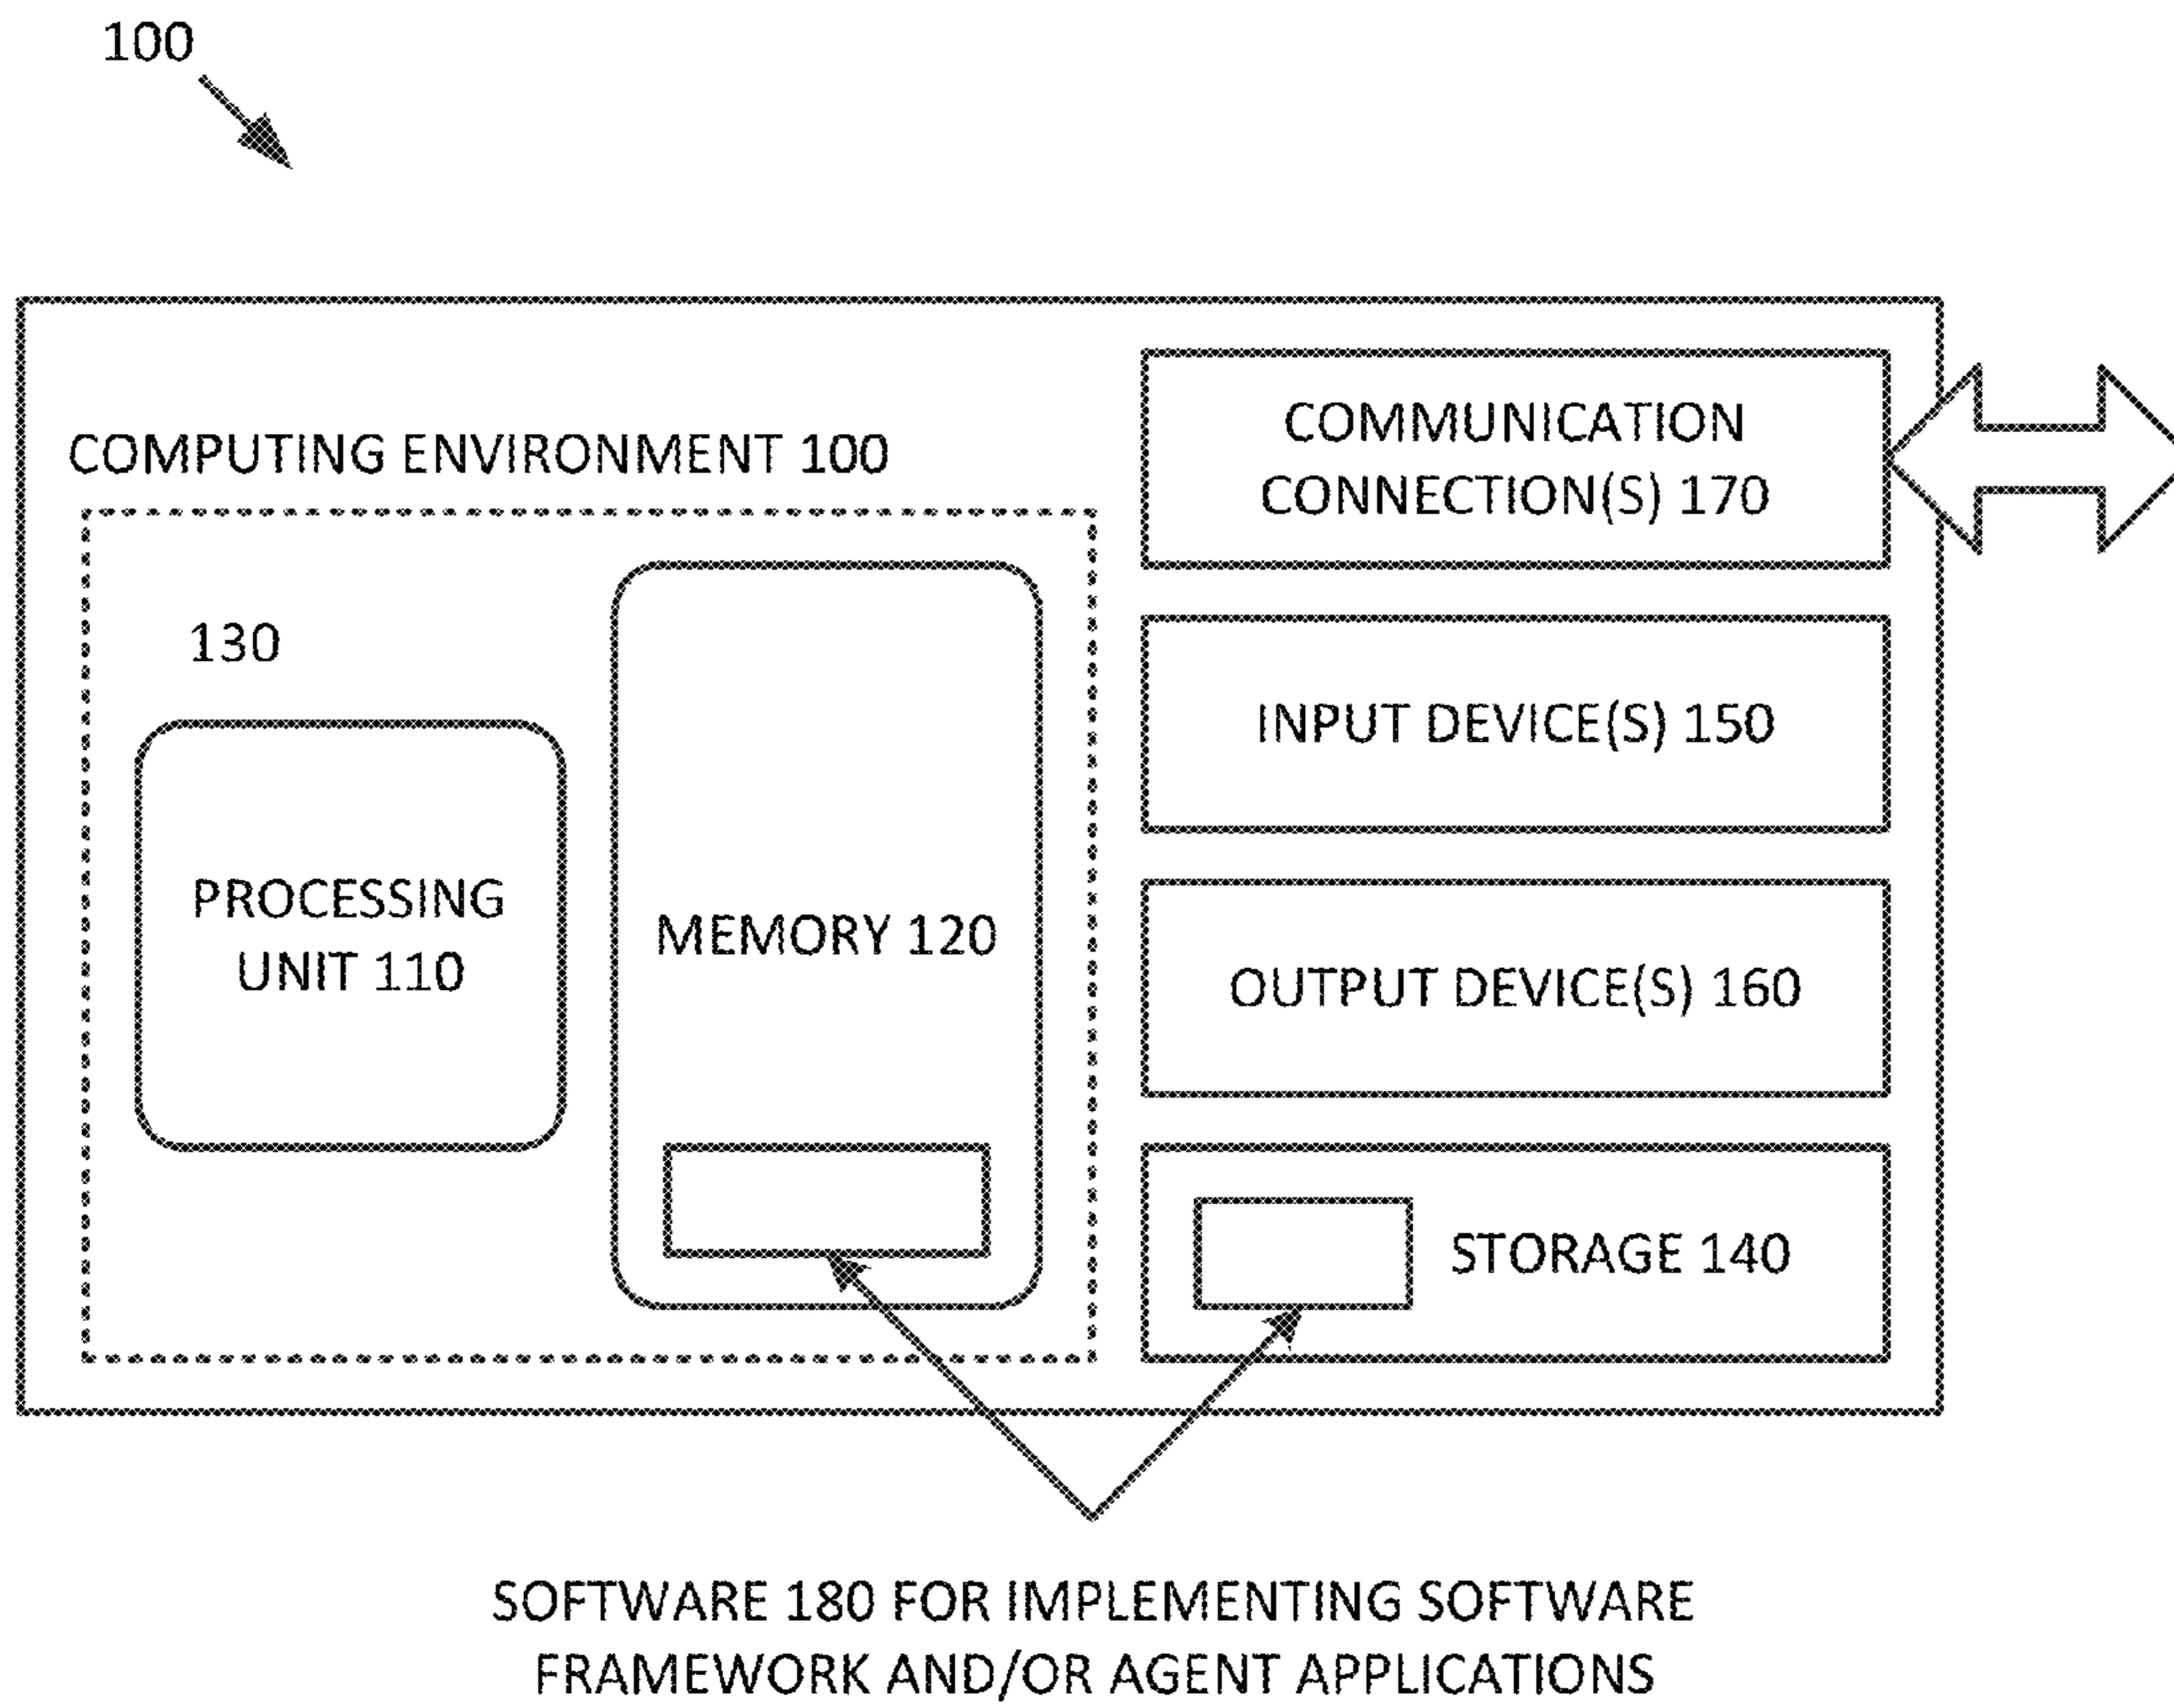 100
COMPUTING ENVIRONMENT 100
130
PROCESSING
UNIT 110
MEMORY 120
COMMUNICATION
CONNECTION(S) 170
INPUT DEVICE(S) 150
OUTPUT DEVICE(S) 160
STORAGE 140
SOFTWARE 180 FOR IMPLEMENTING SOFTWARE
FRAMEWORK AND/OR AGENT APPLICATIONS